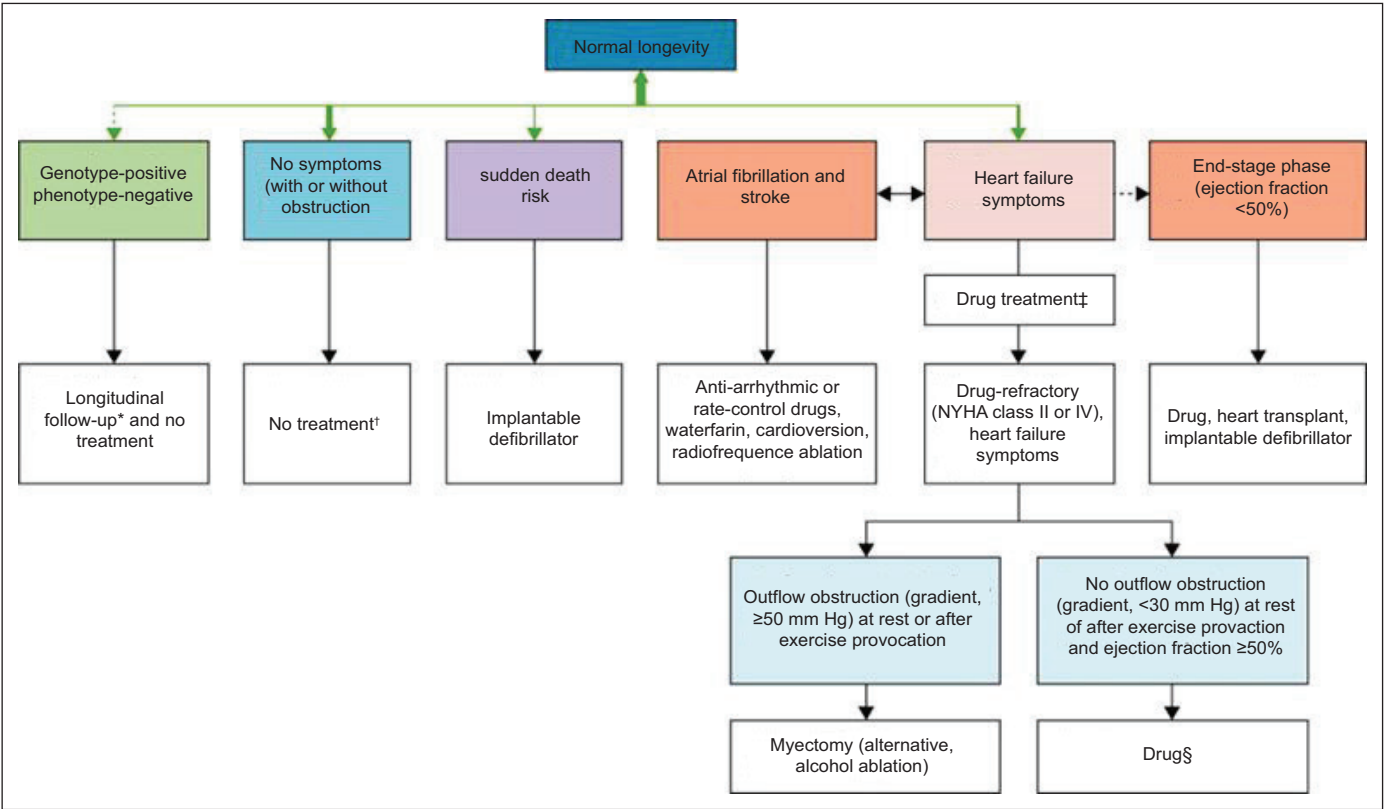 Normal longevity
Genotype-positive
phenotype-negative
No symptoms
(with or without
obstruction
sudden death
risk
Atrial fibrillation and
stroke
Heart failure
symptoms
End-stage phase
(ejection fraction
<50%)
Drug treatment‡
Longitudinal
follow-up* and no
treatment
No treatment†
Implantable
defibrillator
Anti-arrhythmic or
rate-control drugs,
waterfarin, cardioversion,
radiofrequence ablation
Drug-refractory
(NYHA class II or IV),
heart failure
symptoms
Drug, heart transplant,
implantable defibrillator
Outflow obstruction (gradient,
≥50 mm Hg) at rest or after
exercise provocation
No outflow obstruction
(gradient, <30 mm Hg) at rest
of after exercise provaction
and ejection fraction ≥50%
Myectomy (alternative,
alcohol ablation)
Drug§